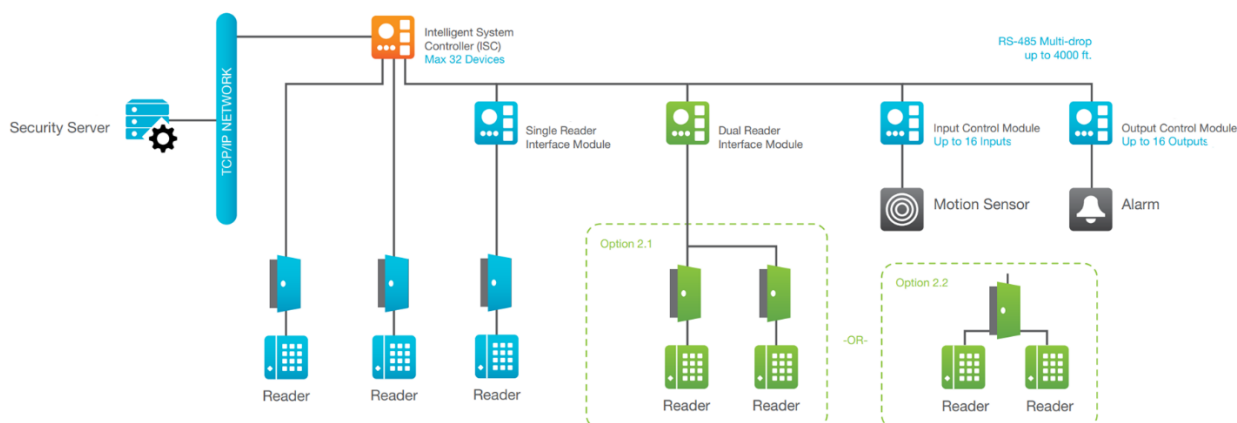 Intelligent System
Controller (ISC)
Max 32 Devices
RS-485 Multi-drop
up to 4000 ft.
Security Server
TCP/IP NETWORK
Single Reader
Interface Module
Dual Reader
Interface Module
Input Control Module
Up to 16 Inputs
Output Control Module
Up to 16 Outputs
Motion Sensor
Alarm
Option 2.1
Option 2.2
-OR-
Reader
Reader
Reader
Reader
Reader
Reader
Reader